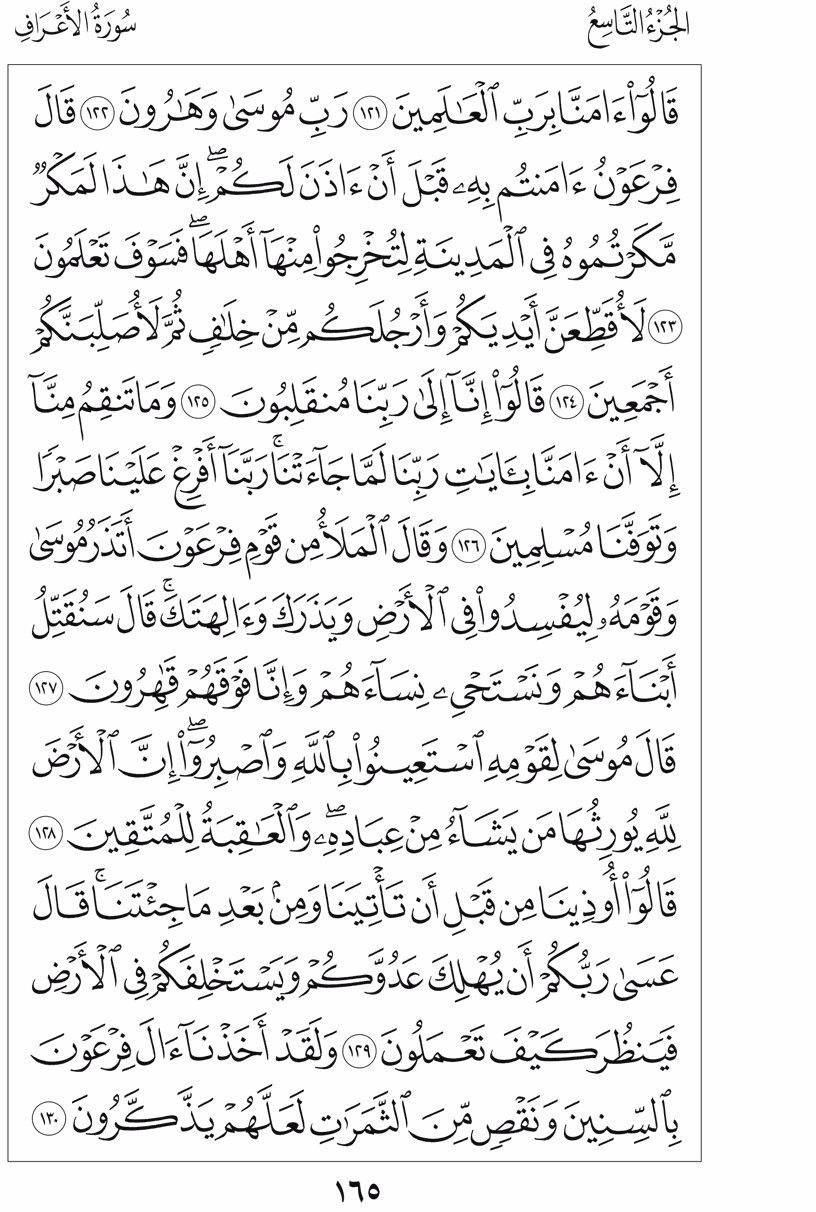 الجُزْءُ التَّاسِعُ
سُورَةُ الأَعْرَافِ
قَالُوٓاْ ءَامَنَّا بِرَبِّ ٱلْعَٰلَمِينَ ١٢١ رَبِّ مُوسَىٰ وَهَٰرُونَ ١٢٢ قَالَ
فِرْعَوْنُ ءَامَنتُم بِهِۦ قَبْلَ أَنْ ءَاذَنَ لَكُمْۖ إِنَّ هَٰذَا لَمَكْرٌ
مَّكَرْتُمُوهُ فِى ٱلْمَدِينَةِ لِتُخْرِجُواْ مِنْهَآ أَهْلَهَاۖ فَسَوْفَ تَعْلَمُونَ
١٢٣ لَأُقَطِّعَنَّ أَيْدِيَكُمْ وَأَرْجُلَكُم مِّنْ خِلَٰفٍ ثُمَّ لَأُصَلِّبَنَّكُمْ
أَجْمَعِينَ ١٢٤ قَالُوٓاْ إِنَّآ إِلَىٰ رَبِّنَا مُنقَلِبُونَ ١٢٥ وَمَا تَنقِمُ مِنَّآ
إِلَّآ أَنْ ءَامَنَّا بِـَٔايَٰتِ رَبِّنَا لَمَّا جَآءَتْنَاۚ رَبَّنَآ أَفْرِغْ عَلَيْنَا صَبْرًا
وَتَوَفَّنَا مُسْلِمِينَ ١٢٦ وَقَالَ ٱلْمَلَأُ مِن قَوْمِ فِرْعَوْنَ أَتَذَرُ مُوسَىٰ
وَقَوْمَهُۥ لِيُفْسِدُواْ فِى ٱلْأَرْضِ وَيَذَرَكَ وَءَالِهَتَكَۚ قَالَ سَنُقَتِّلُ
أَبْنَآءَهُمْ وَنَسْتَحْىِۦ نِسَآءَهُمْ وَإِنَّا فَوْقَهُمْ قَٰهِرُونَ ١٢٧
قَالَ مُوسَىٰ لِقَوْمِهِ ٱسْتَعِينُواْ بِٱللَّهِ وَٱصْبِرُوٓاْۖ إِنَّ ٱلْأَرْضَ
لِلَّهِ يُورِثُهَا مَن يَشَآءُ مِنْ عِبَادِهِۦۖ وَٱلْعَٰقِبَةُ لِلْمُتَّقِينَ ١٢٨
قَالُوٓاْ أُوذِينَا مِن قَبْلِ أَن تَأْتِيَنَا وَمِنۢ بَعْدِ مَا جِئْتَنَاۚ قَالَ
عَسَىٰ رَبُّكُمْ أَن يُهْلِكَ عَدُوَّكُمْ وَيَسْتَخْلِفَكُمْ فِى ٱلْأَرْضِ
فَيَنظُرَ كَيْفَ تَعْمَلُونَ ١٢٩ وَلَقَدْ أَخَذْنَآ ءَالَ فِرْعَوْنَ
بِٱلسِّنِينَ وَنَقْصٍ مِّنَ ٱلثَّمَرَٰتِ لَعَلَّهُمْ يَذَّكَّرُونَ ١٣٠
١٦٥